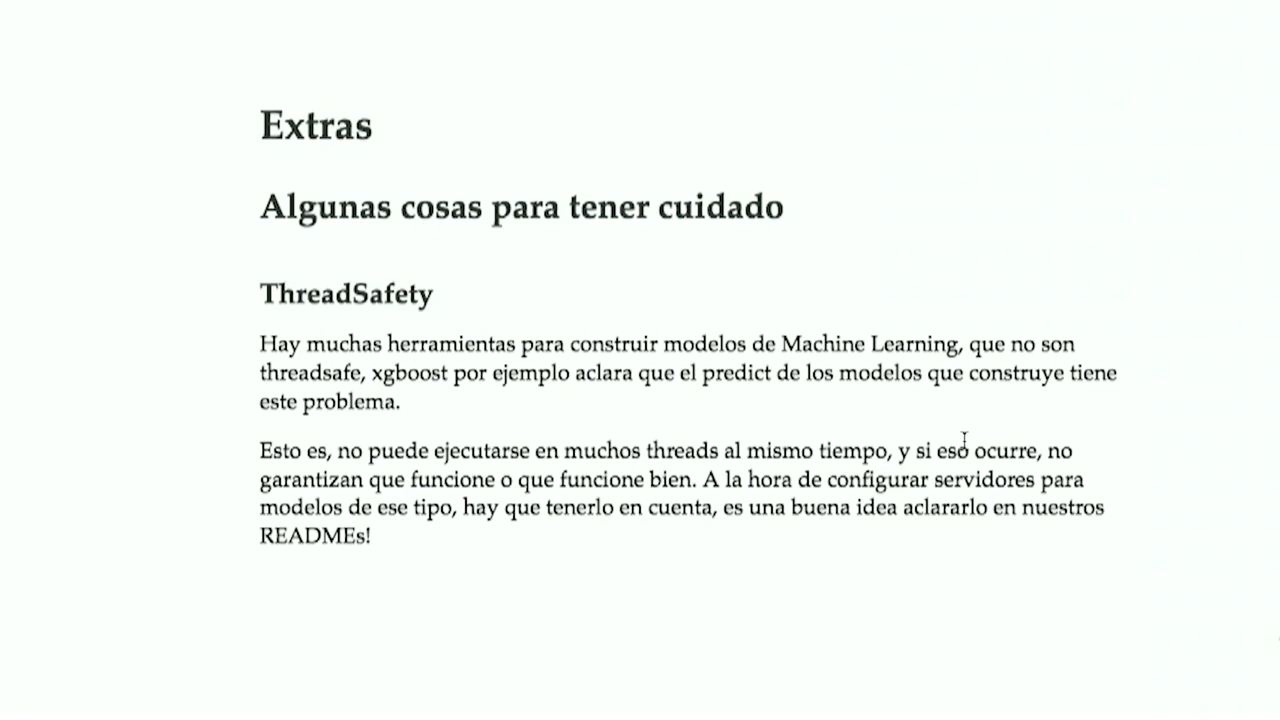 Extras
Algunas cosas para tener cuidado
ThreadSafety
Hay muchas herramientas para construir modelos de Machine Learning, que no son
threadsafe, xgboost por ejemplo aclara que el predict de los modelos que construye tiene
este problema.
Esto es, no puede ejecutarse en muchos threads al mismo tiempo, y si eso ocurre, no
garantizan que funcione o que funcione bien. A la hora de configurar servidores para
modelos de ese tipo, hay que tenerlo en cuenta, es una buena idea aclararlo en nuestros
READMEs!